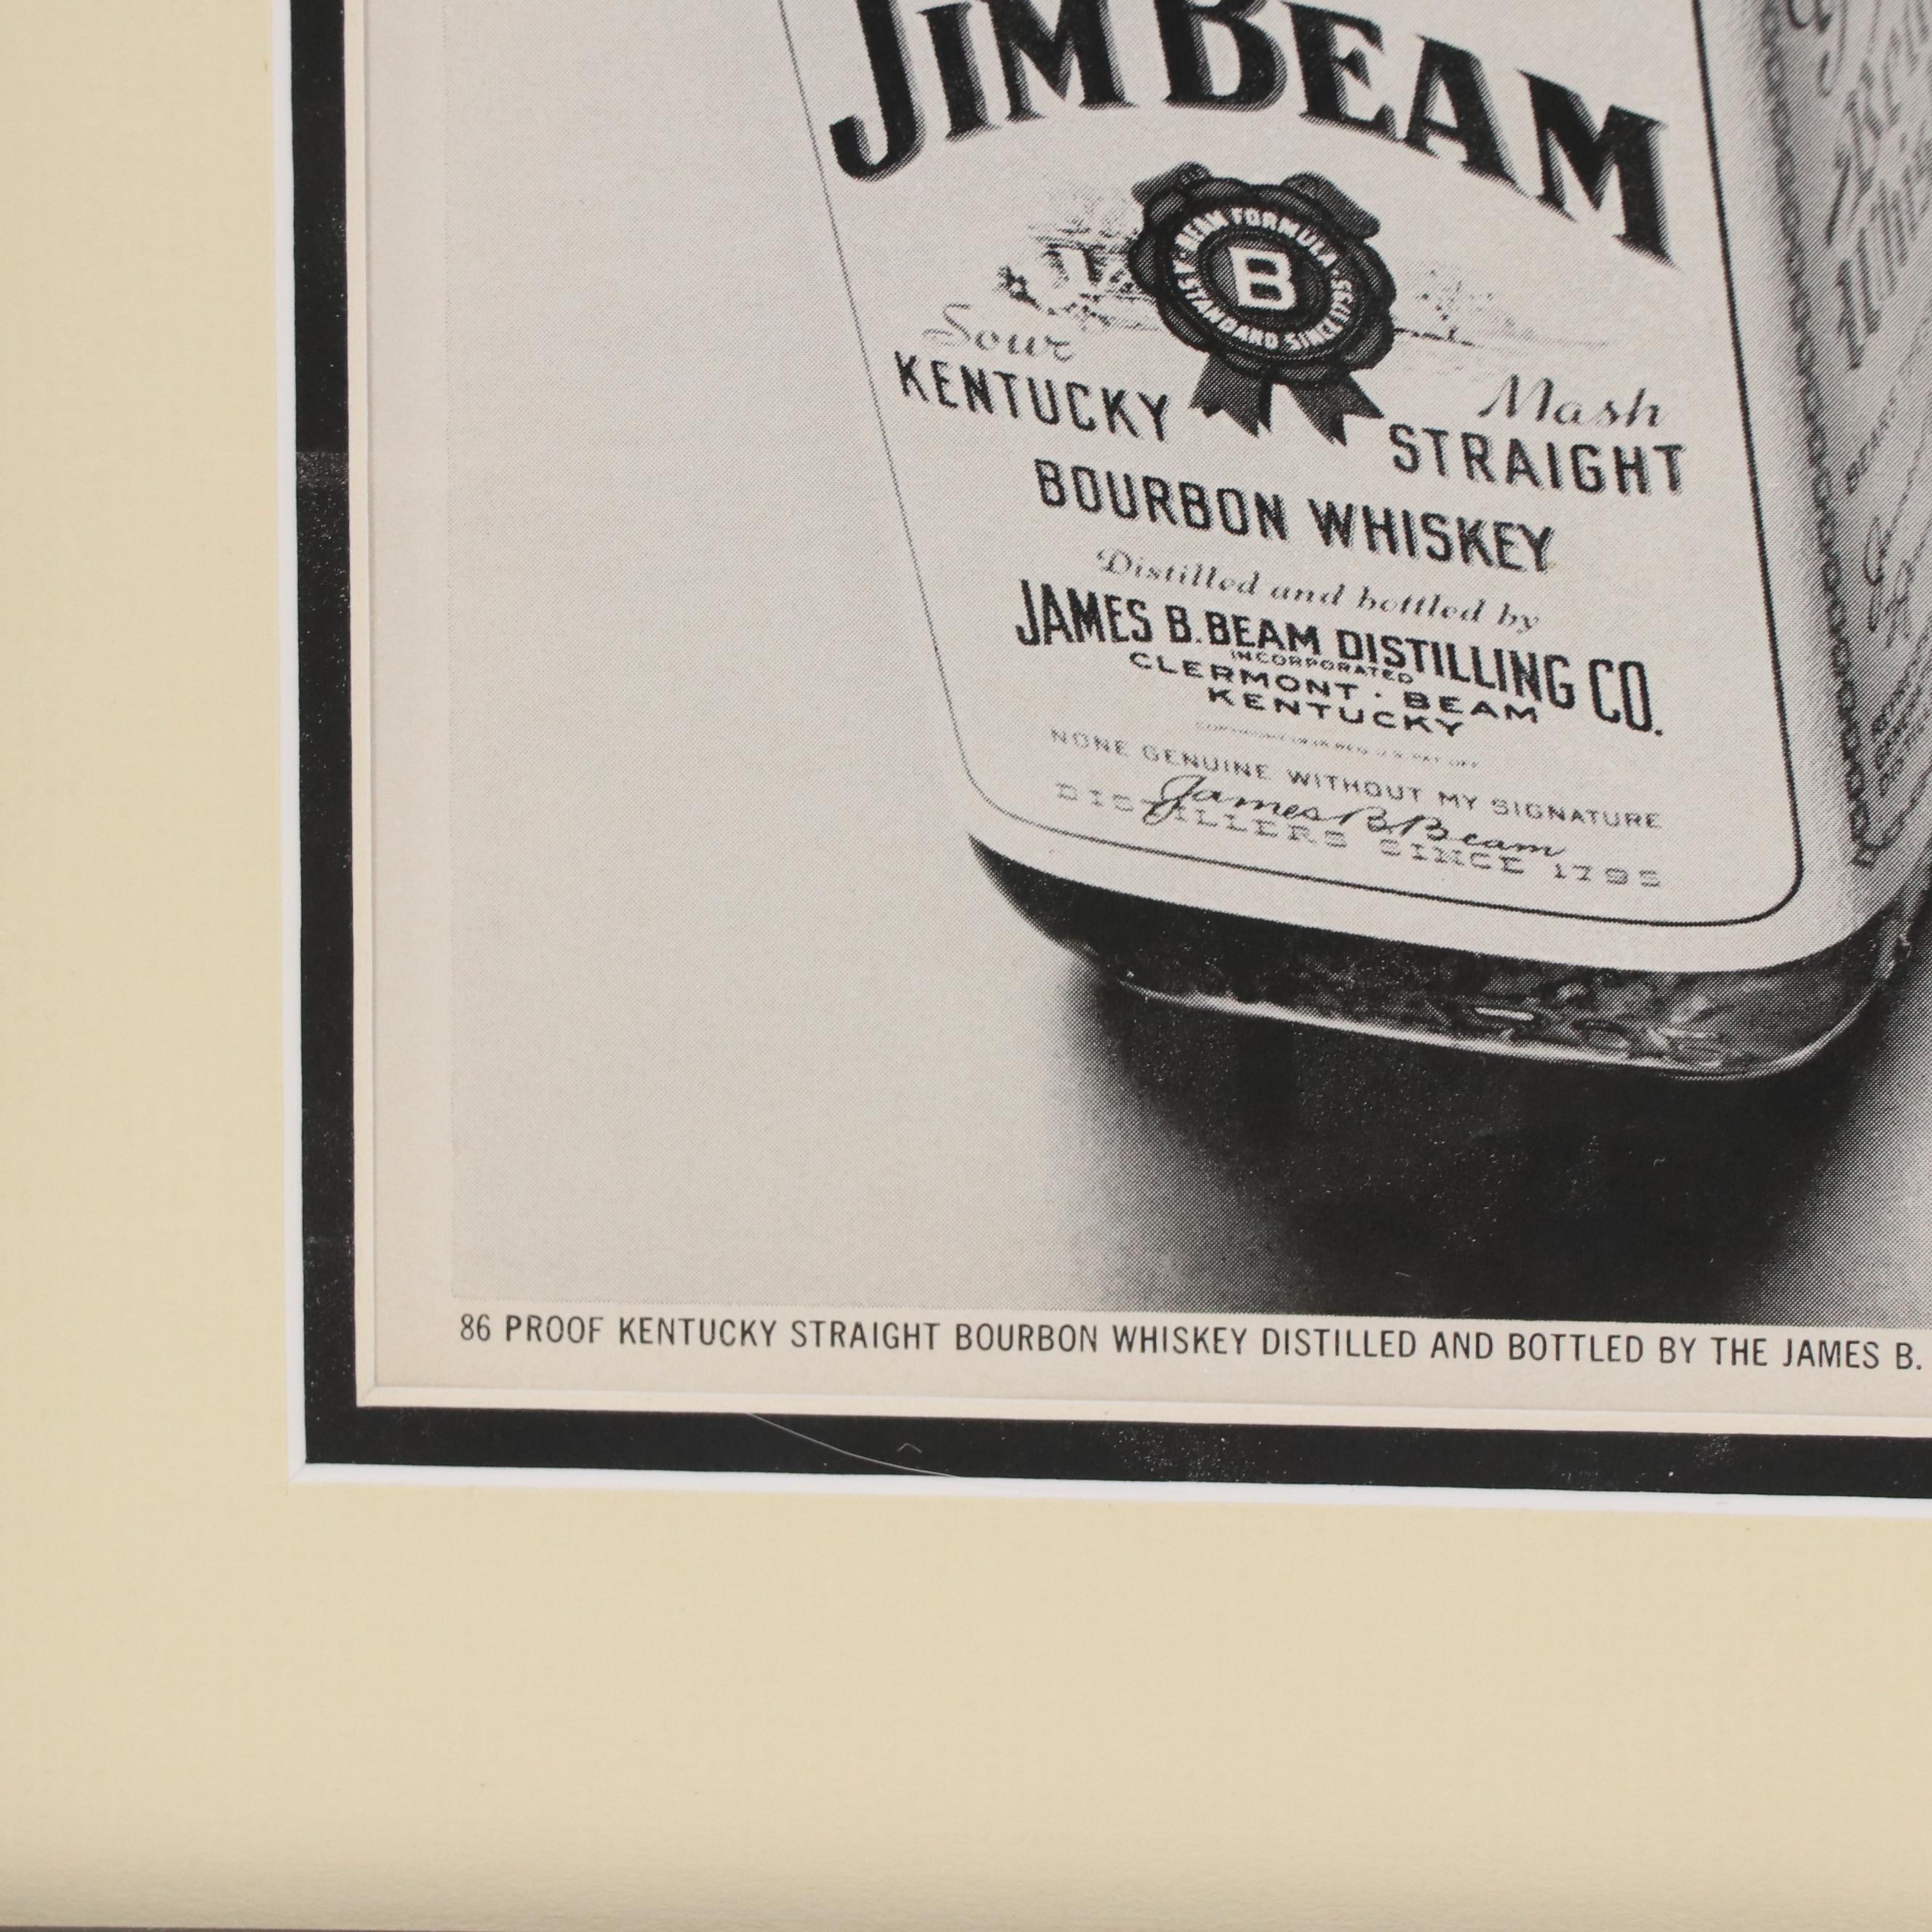 JIM BEAM
BEAM FORMULA · A STANDARD SINCE 1795
B
Sour Mash
KENTUCKY STRAIGHT
BOURBON WHISKEY
Distilled and bottled by
JAMES B. BEAM DISTILLING CO.
INCORPORATED
CLERMONT · BEAM
KENTUCKY
NONE GENUINE WITHOUT MY SIGNATURE
James B Beam
DISTILLERS SINCE 1795
86 PROOF KENTUCKY STRAIGHT BOURBON WHISKEY DISTILLED AND BOTTLED BY THE JAMES B.